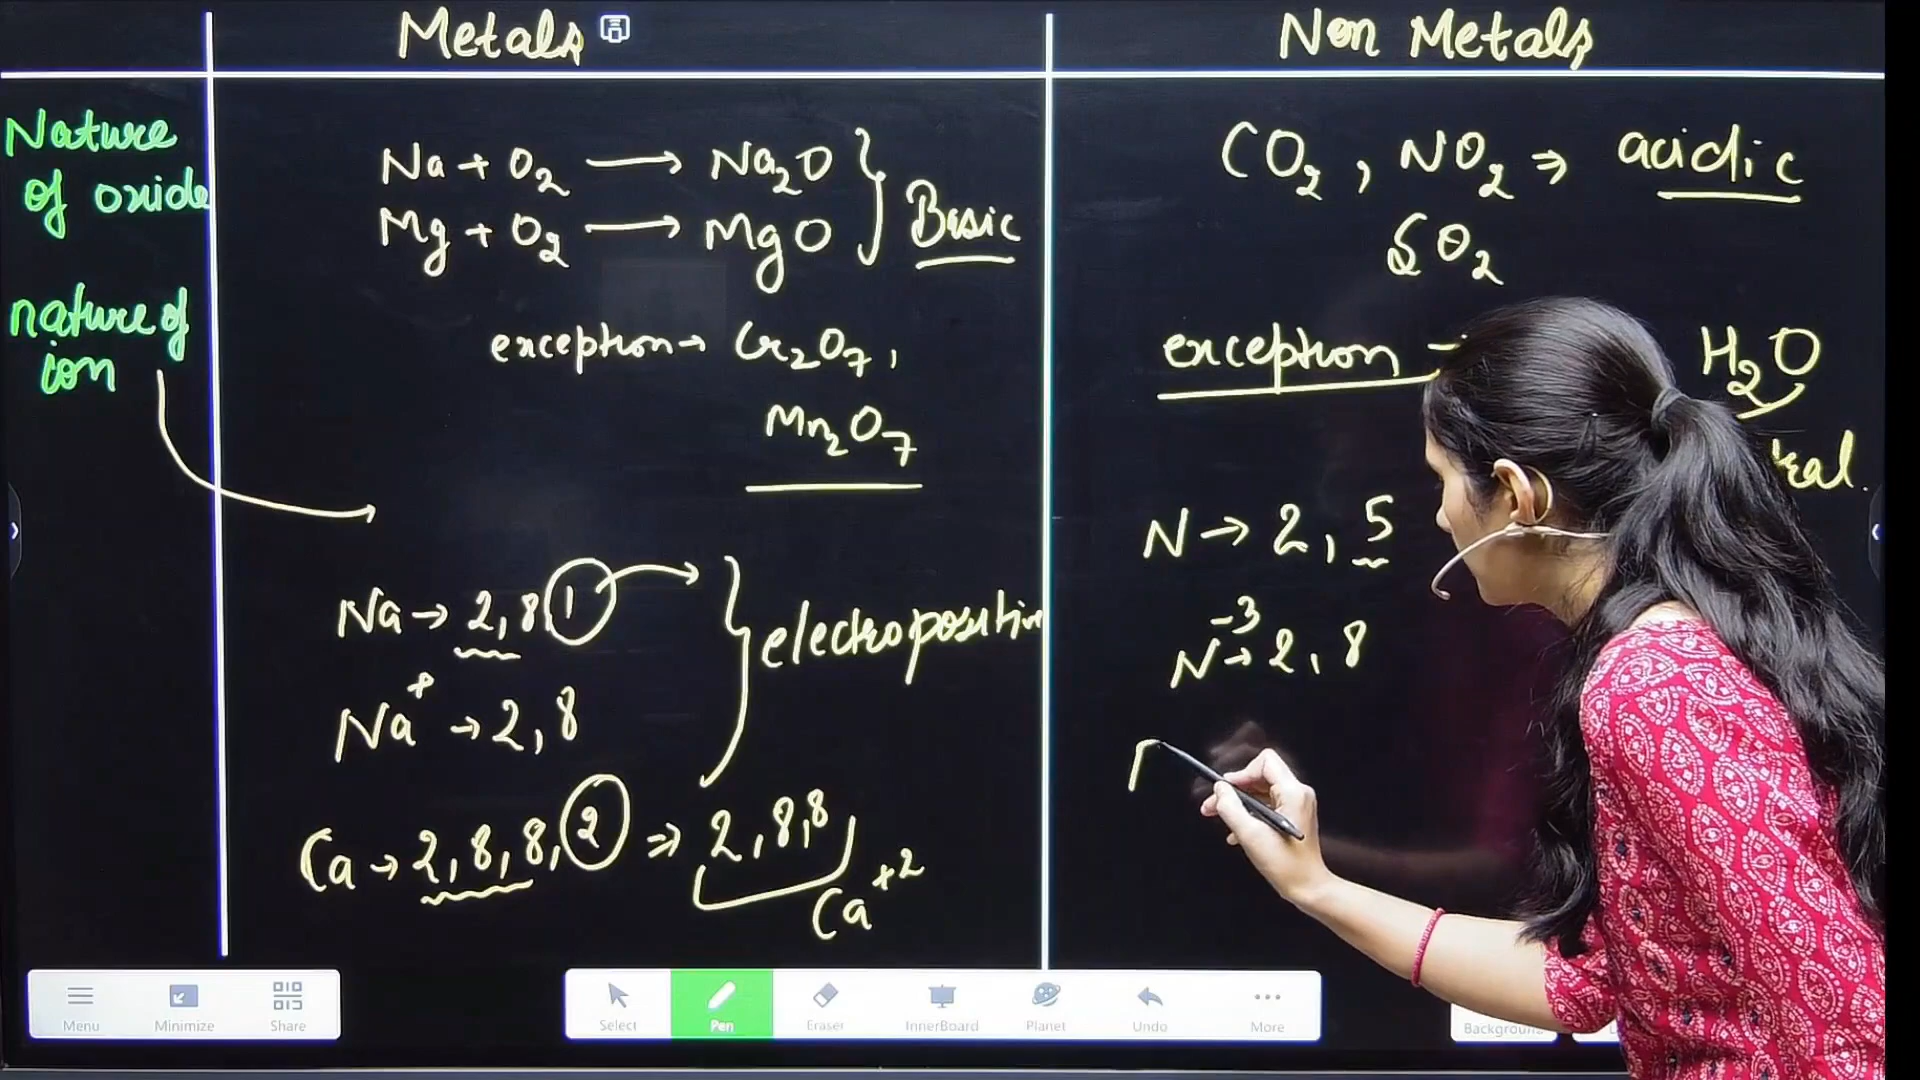 Metals
Non Metals
Nature of oxide
Na + O₂ → Na₂O
Mg + O₂ → MgO
Basic
exception → Cr₂O₇,
Mn₂O₇
nature of ion
Na → 2,8,1
Na⁺ → 2,8
electropositive
Ca → 2,8,8,2 ⇒ 2,8,8
Ca⁺²
CO₂, NO₂ ⇒ acidic
SO₂
exception
H₂O
N → 2,5
N⁻³ → 2,8
Menu
Minimize
Share
Select
Pen
Eraser
InnerBoard
Planet
Undo
More
Background